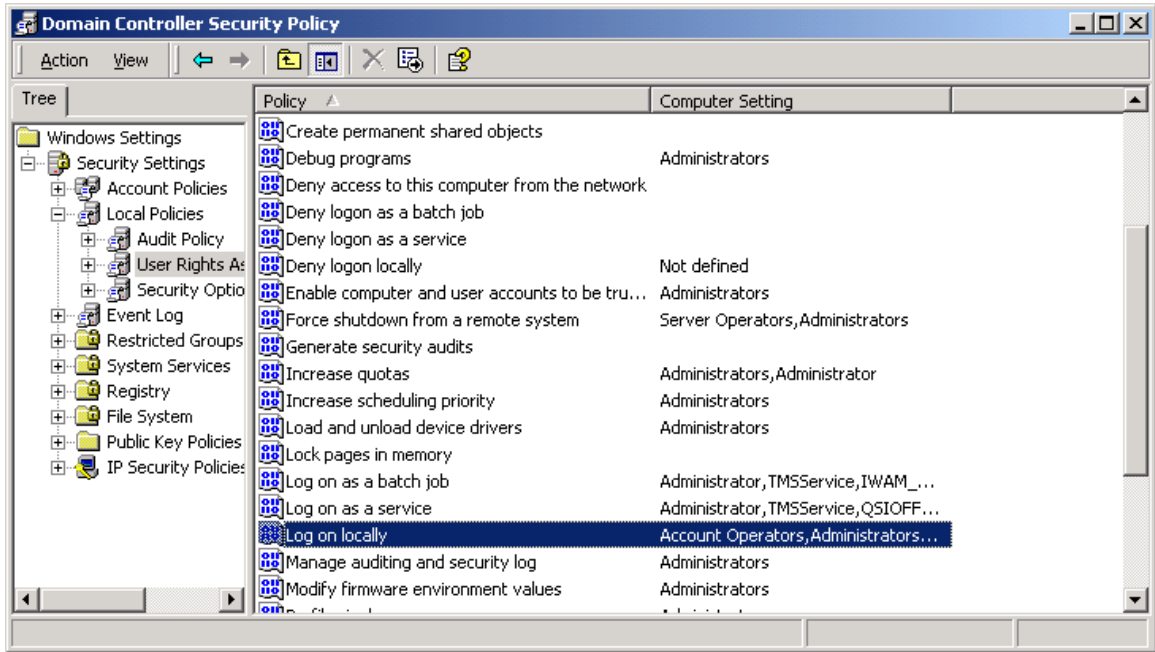 Domain Controller Security Policy
Action View
Tree
Policy Computer Setting
Windows Settings
Security Settings
Account Policies
Local Policies
Audit Policy
User Rights As
Security Optio
Event Log
Restricted Groups
System Services
Registry
File System
Public Key Policies
IP Security Policies
Create permanent shared objects
Debug programs Administrators
Deny access to this computer from the network
Deny logon as a batch job
Deny logon as a service
Deny logon locally Not defined
Enable computer and user accounts to be tru... Administrators
Force shutdown from a remote system Server Operators,Administrators
Generate security audits
Increase quotas Administrators,Administrator
Increase scheduling priority Administrators
Load and unload device drivers Administrators
Lock pages in memory
Log on as a batch job Administrator,TMSService,IWAM_...
Log on as a service Administrator,TMSService,QSIOFF...
Log on locally Account Operators,Administrators...
Manage auditing and security log Administrators
Modify firmware environment values Administrators